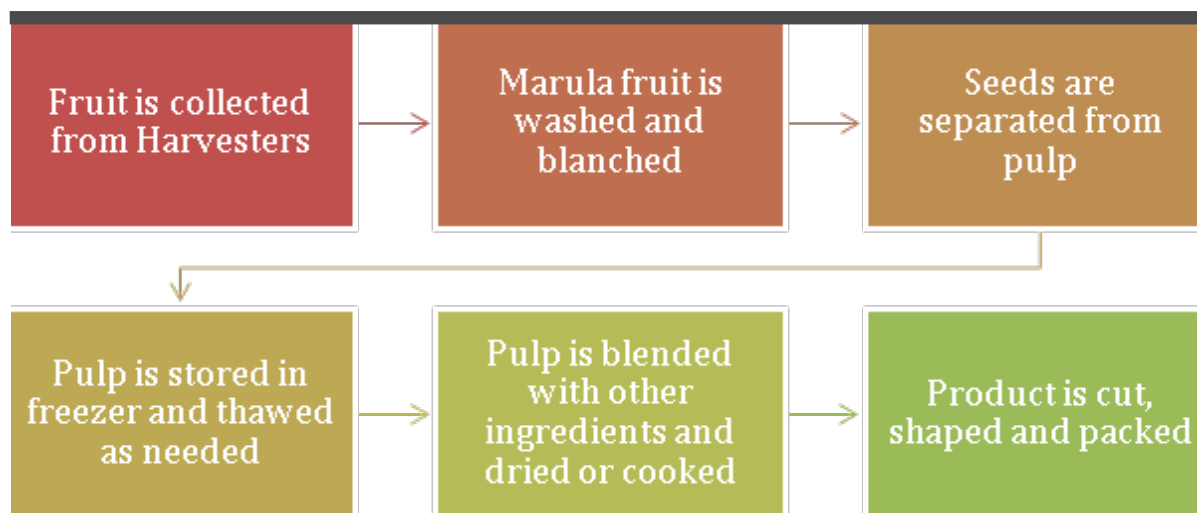 Fruit is collected
from Harvesters
Marula fruit is
washed and
blanched
Seeds are
separated from
pulp
Pulp is stored in
freezer and thawed
as needed
Pulp is blended
with other
ingredients and
dried or cooked
Product is cut,
shaped and packed